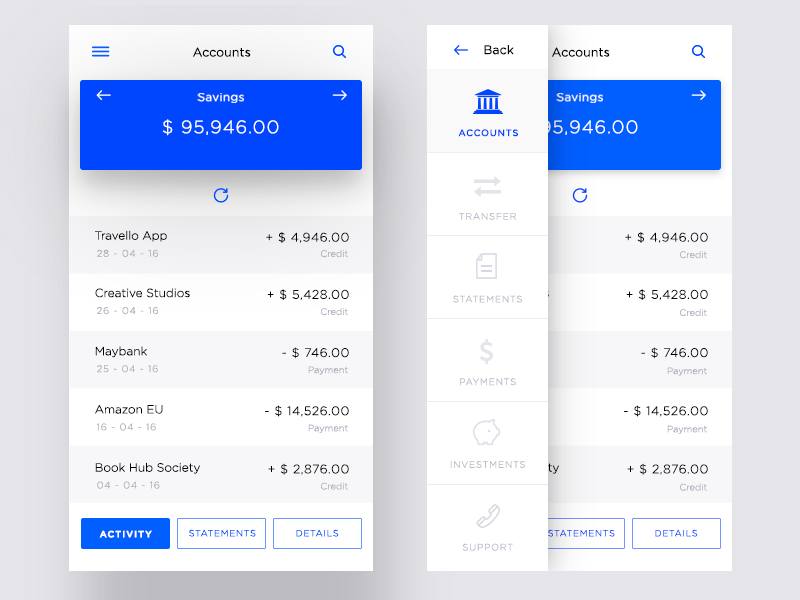 Accounts
Savings
$ 95,946.00
Travello App
+ $ 4,946.00
28 - 04 - 16
Credit
Creative Studios
+ $ 5,428.00
26 - 04 - 16
Credit
Maybank
- $ 746.00
25 - 04 - 16
Payment
Amazon EU
- $ 14,526.00
16 - 04 - 16
Payment
Book Hub Society
+ $ 2,876.00
04 - 04 - 16
Credit
ACTIVITY
STATEMENTS
DETAILS
Back
ACCOUNTS
TRANSFER
STATEMENTS
$
PAYMENTS
INVESTMENTS
SUPPORT
Accounts
Savings
95,946.00
+ $ 4,946.00
Credit
s
+ $ 5,428.00
Credit
- $ 746.00
Payment
- $ 14,526.00
Payment
ty
+ $ 2,876.00
Credit
STATEMENTS
DETAILS